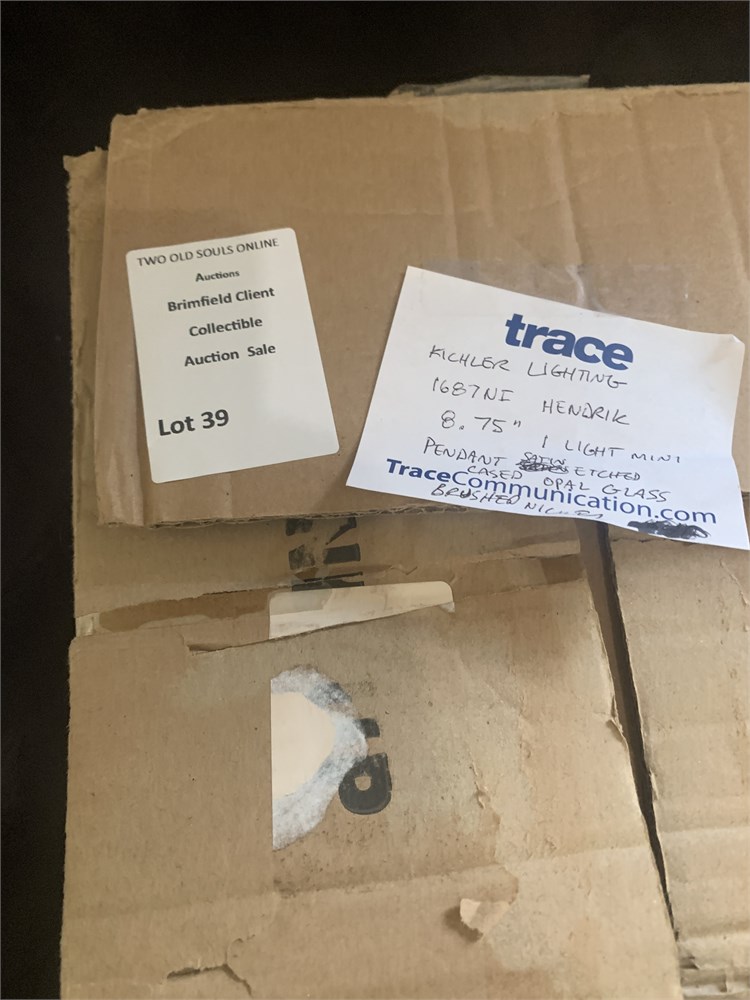 TWO OLD SOULS ONLINE
Auctions
Brimfield Client
Collectible
Auction Sale
Lot 39
trace
KICHLER LIGHTING
1687NI HENDRIK
8.75" 1 LIGHT MINI
PENDANT SATIN ETCHED
CASED OPAL GLASS
TraceCommunication.com
BRUSHED NICKEL